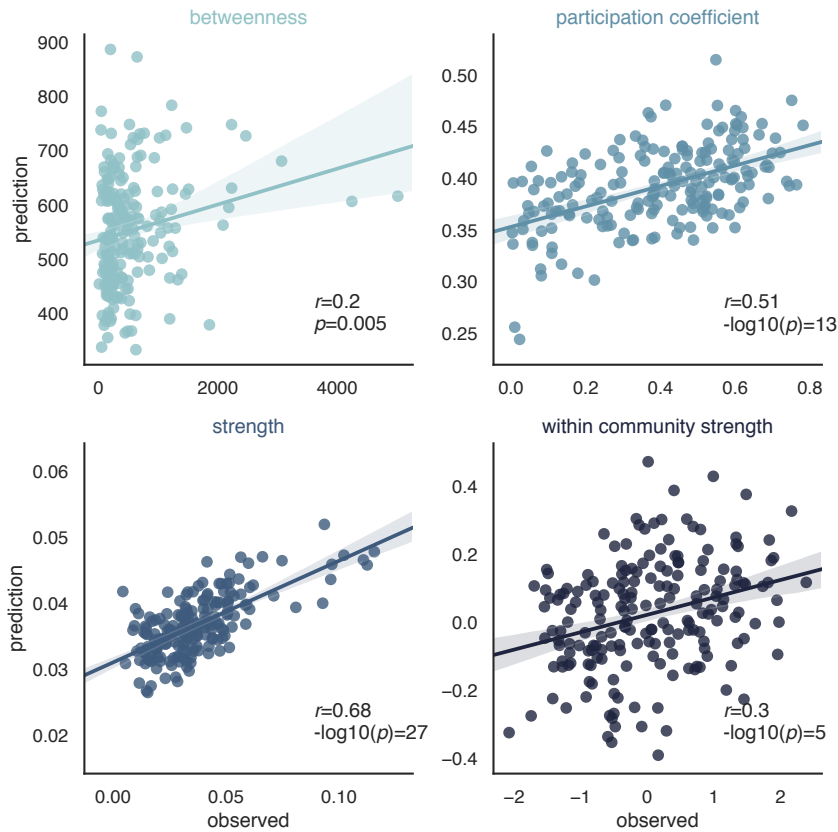 betweenness
participation coefficient
900
800
700
600
500
400
prediction
0
2000
4000
r=0.2
p=0.005
0.50
0.45
0.40
0.35
0.30
0.25
0.0
0.2
0.4
0.6
0.8
r=0.51
-log10(p)=13
strength
within community strength
0.06
0.05
0.04
0.03
0.02
prediction
0.00
0.05
0.10
observed
r=0.68
-log10(p)=27
0.4
0.2
0.0
−0.2
−0.4
−2
−1
0
1
2
observed
r=0.3
-log10(p)=5